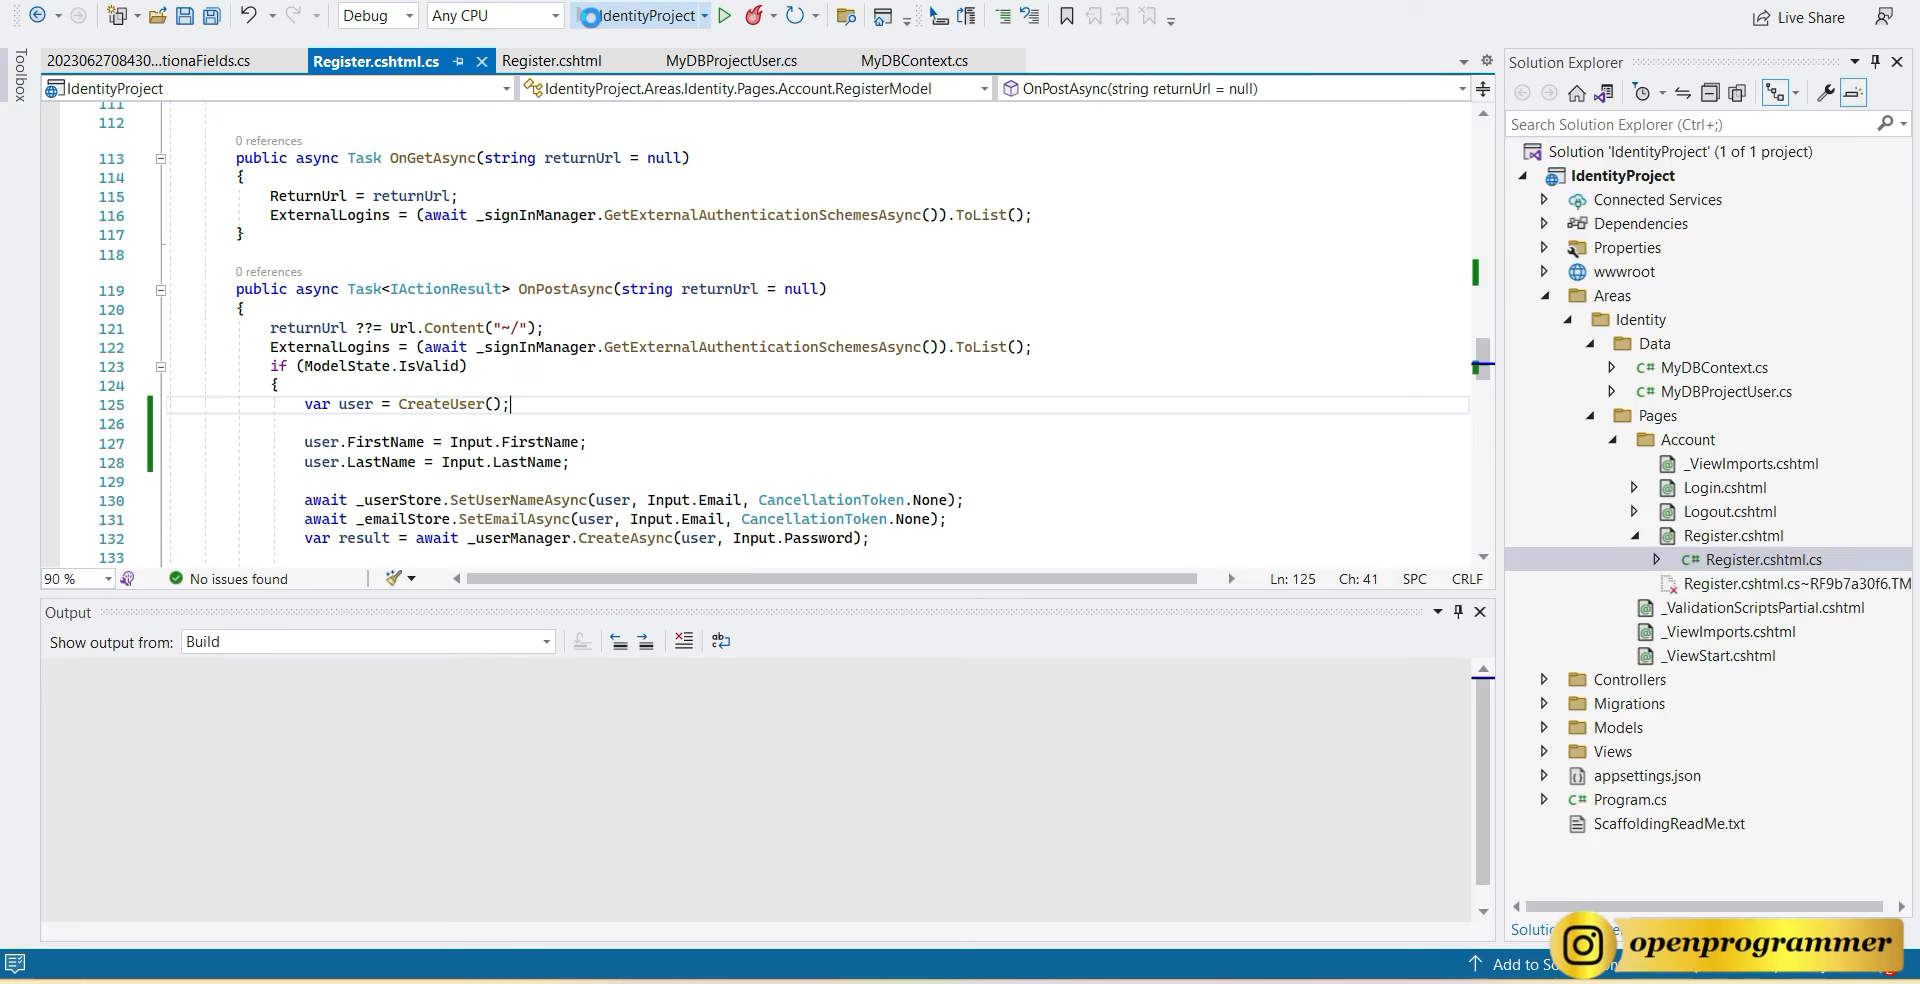 Debug
Any CPU
IdentityProject
Live Share
Toolbox
2023062708430...tionaFields.cs
Register.cshtml.cs
Register.cshtml
MyDBProjectUser.cs
MyDBContext.cs
IdentityProject
IdentityProject.Areas.Identity.Pages.Account.RegisterModel
OnPostAsync(string returnUrl = null)
111
112
0 references
113 public async Task OnGetAsync(string returnUrl = null)
114 {
115 ReturnUrl = returnUrl;
116 ExternalLogins = (await _signInManager.GetExternalAuthenticationSchemesAsync()).ToList();
117 }
118
0 references
119 public async Task<IActionResult> OnPostAsync(string returnUrl = null)
120 {
121 returnUrl ??= Url.Content("~/");
122 ExternalLogins = (await _signInManager.GetExternalAuthenticationSchemesAsync()).ToList();
123 if (ModelState.IsValid)
124 {
125 var user = CreateUser();
126
127 user.FirstName = Input.FirstName;
128 user.LastName = Input.LastName;
129
130 await _userStore.SetUserNameAsync(user, Input.Email, CancellationToken.None);
131 await _emailStore.SetEmailAsync(user, Input.Email, CancellationToken.None);
132 var result = await _userManager.CreateAsync(user, Input.Password);
133
90 %
No issues found
Ln: 125
Ch: 41
SPC
CRLF
Output
Show output from: Build
Solution Explorer
Search Solution Explorer (Ctrl+;)
Solution 'IdentityProject' (1 of 1 project)
IdentityProject
Connected Services
Dependencies
Properties
wwwroot
Areas
Identity
Data
C# MyDBContext.cs
C# MyDBProjectUser.cs
Pages
Account
_ViewImports.cshtml
Login.cshtml
Logout.cshtml
Register.cshtml
C# Register.cshtml.cs
Register.cshtml.cs~RF9b7a30f6.TM
_ValidationScriptsPartial.cshtml
_ViewImports.cshtml
_ViewStart.cshtml
Controllers
Migrations
Models
Views
appsettings.json
C# Program.cs
ScaffoldingReadMe.txt
openprogrammer
Add to